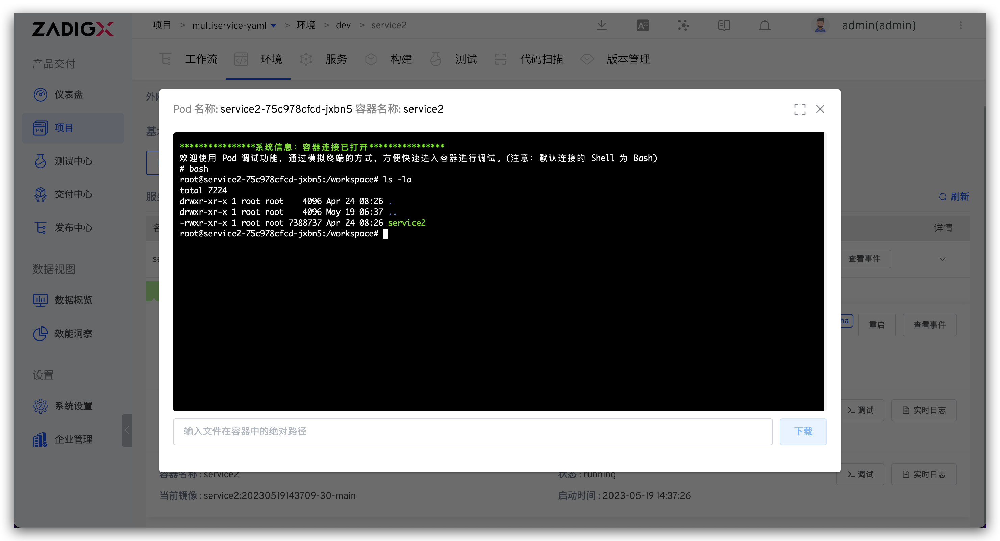 ZADIGX
项目 > multiservice-yaml > 环境 > dev > service2
admin(admin)
工作流 环境 服务 构建 测试 代码扫描 版本管理
产品交付
仪表盘
项目
测试中心
交付中心
发布中心
数据视图
数据概览
效能洞察
设置
系统设置
企业管理
Pod 名称: service2-75c978cfcd-jxbn5 容器名称: service2
****************系统信息: 容器连接已打开****************
欢迎使用 Pod 调试功能, 通过模拟终端的方式, 方便快速进入容器进行调试。(注意: 默认连接的 Shell 为 Bash)
# bash
root@service2-75c978cfcd-jxbn5:/workspace# ls -la
total 7224
drwxr-xr-x 1 root root    4096 Apr 24 08:26 .
drwxr-xr-x 1 root root    4096 May 19 06:37 ..
-rwxr-xr-x 1 root root 7388737 Apr 24 08:26 service2
root@service2-75c978cfcd-jxbn5:/workspace#
输入文件在容器中的绝对路径
下载
刷新
详情
查看事件
重启 查看事件
>_ 调试 实时日志
容器名称 : service2 状态 : running >_ 调试 实时日志
当前镜像 : service2:20230519143709-30-main 启动时间 : 2023-05-19 14:37:26